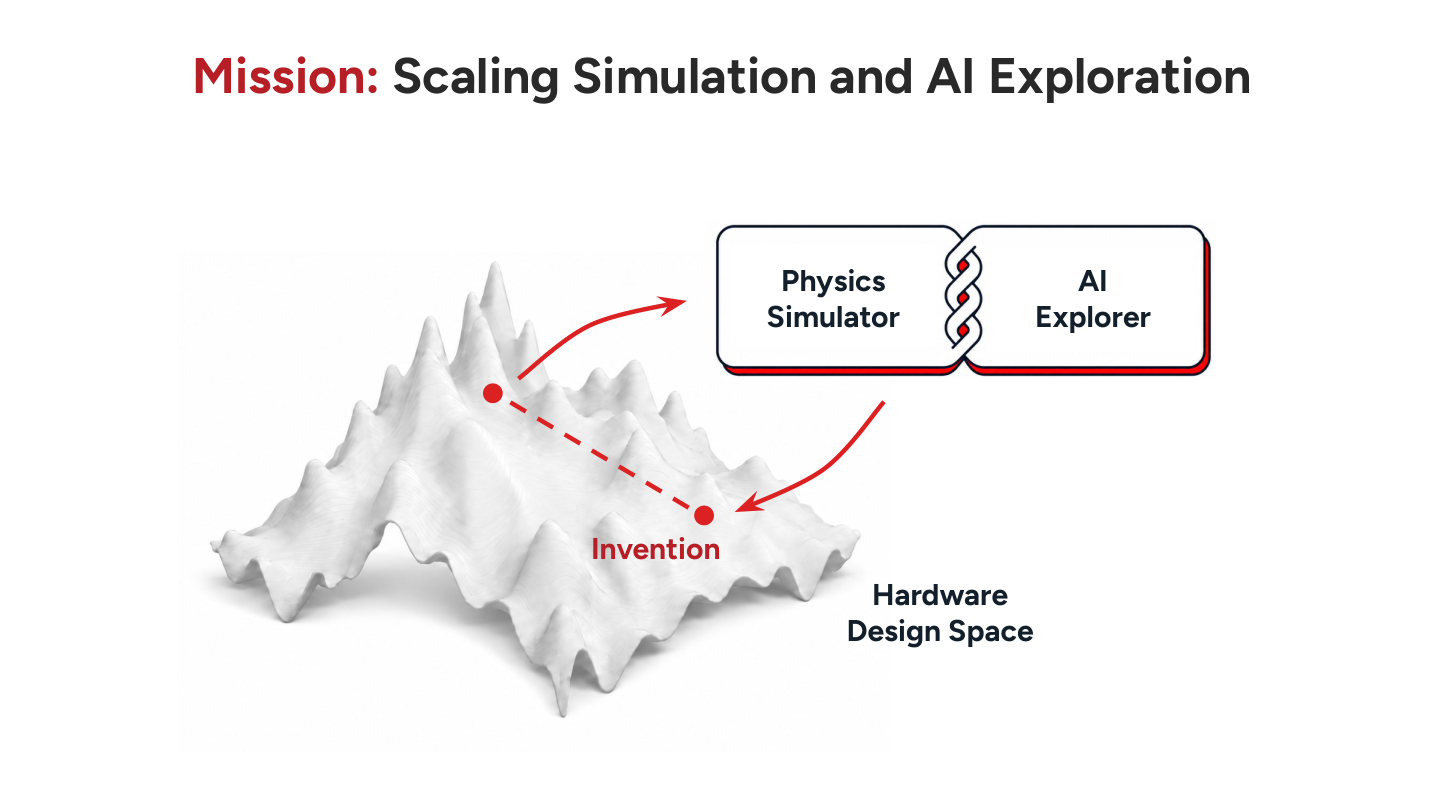 Mission: Scaling Simulation and AI Exploration
Physics
Simulator
AI
Explorer
Invention
Hardware
Design Space